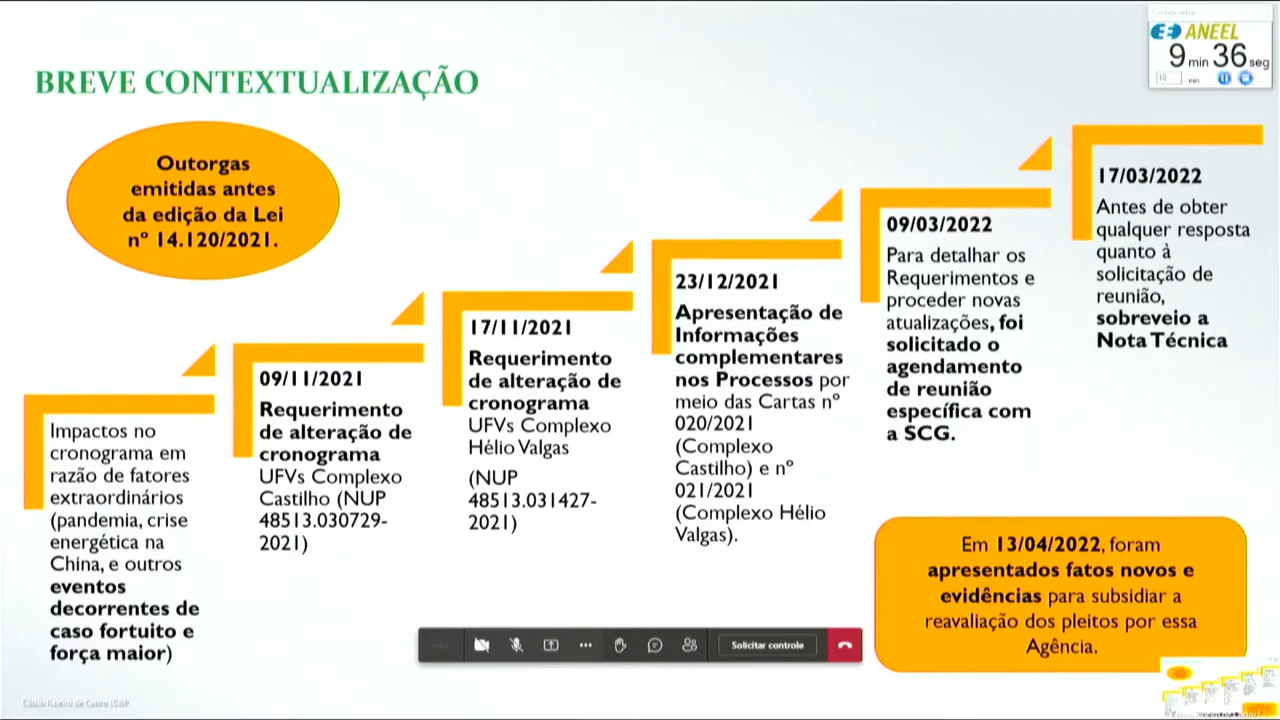 ANEEL
9 min 36 seg
10 min
BREVE CONTEXTUALIZAÇÃO
Outorgas
emitidas antes
da edição da Lei
nº 14.120/2021.
Impactos no
cronograma em
razão de fatores
extraordinários
(pandemia, crise
energética na
China, e outros
eventos
decorrentes de
caso fortuito e
força maior)
09/11/2021
Requerimento
de alteração de
cronograma
UFVs Complexo
Castilho (NUP
48513.030729-
2021)
17/11/2021
Requerimento
de alteração de
cronograma
UFVs Complexo
Hélio Valgas
(NUP
48513.031427-
2021)
23/12/2021
Apresentação de
Informações
complementares
nos Processos por
meio das Cartas nº
020/2021
(Complexo
Castilho) e nº
021/2021
(Complexo Hélio
Valgas).
09/03/2022
Para detalhar os
Requerimentos e
proceder novas
atualizações, foi
solicitado o
agendamento
de reunião
específica com
a SCG.
17/03/2022
Antes de obter
qualquer resposta
quanto à
solicitação de
reunião,
sobreveio a
Nota Técnica
Em 13/04/2022, foram
apresentados fatos novos e
evidências para subsidiar a
reavaliação dos pleitos por essa
Agência.
Solicitar controle
Cássio Ribeiro de Castro